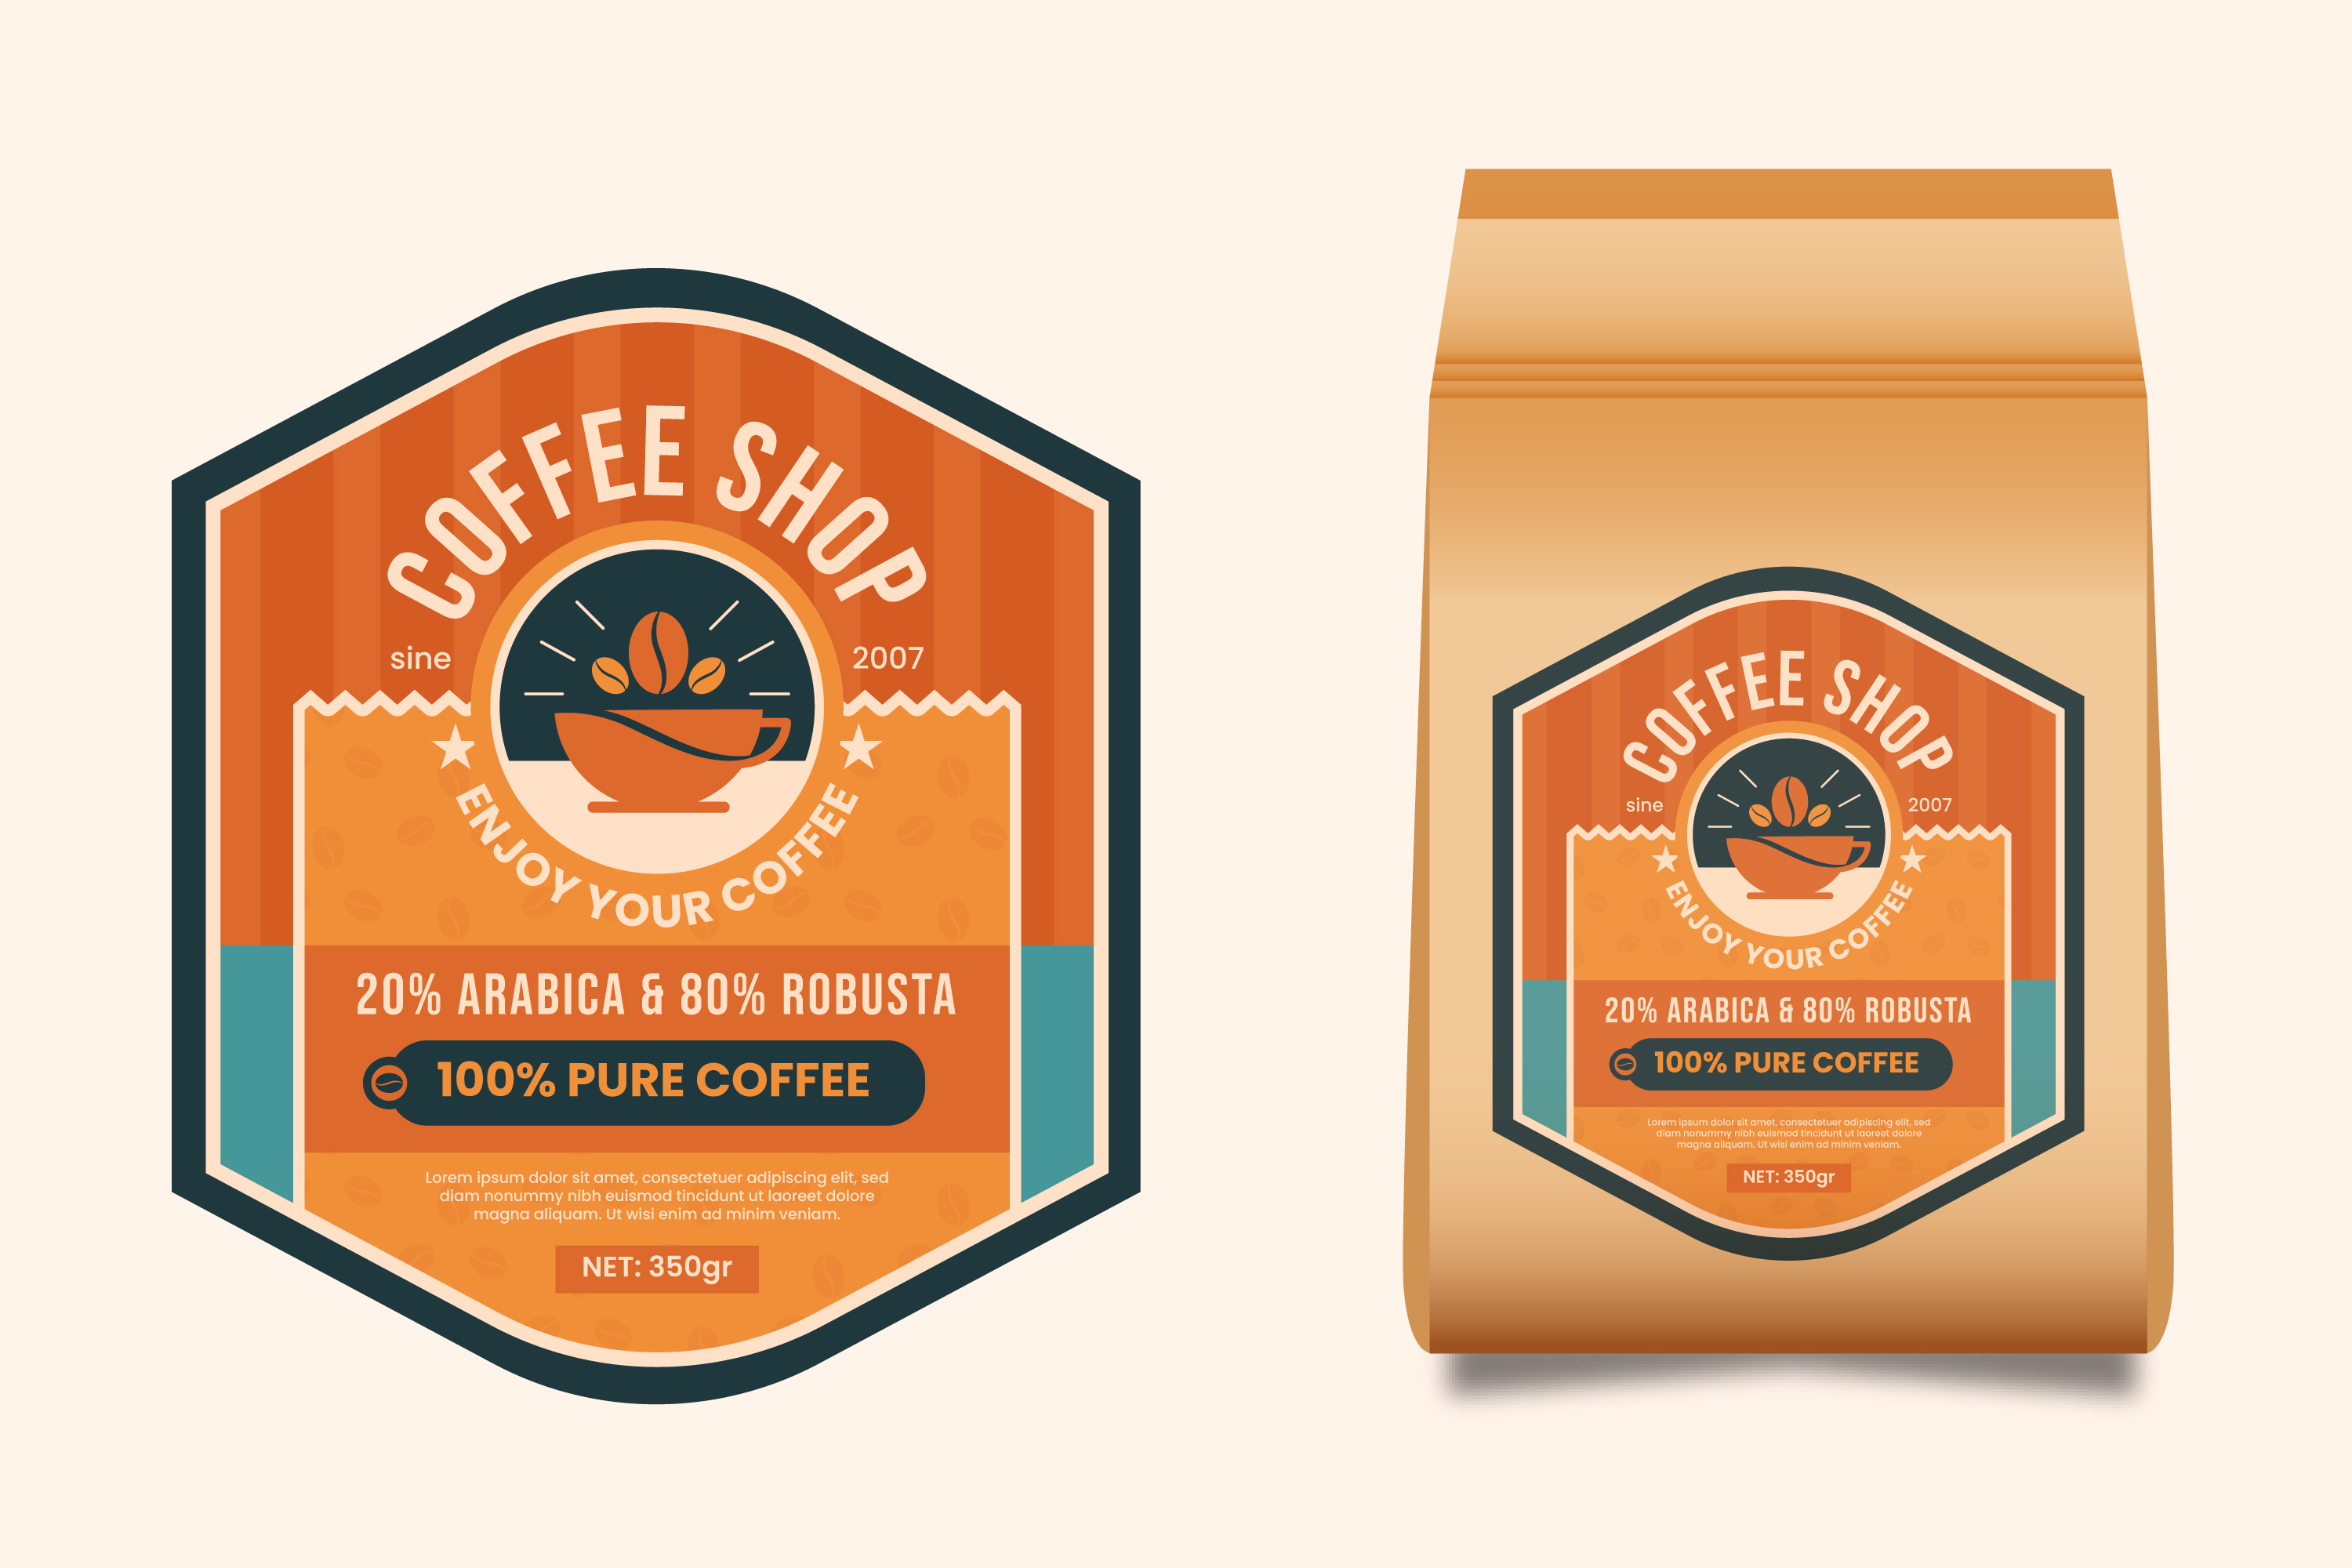 COFFEE SHOP
sine 2007
ENJOY YOUR COFFEE
20% ARABICA & 80% ROBUSTA
100% PURE COFFEE
Lorem ipsum dolor sit amet, consectetuer adipiscing elit, sed
diam nonummy nibh euismod tincidunt ut laoreet dolore
magna aliquam. Ut wisi enim ad minim veniam.
NET: 350gr
COFFEE SHOP
sine 2007
ENJOY YOUR COFFEE
20% ARABICA & 80% ROBUSTA
100% PURE COFFEE
Lorem ipsum dolor sit amet, consectetuer adipiscing elit, sed
diam nonummy nibh euismod tincidunt ut laoreet dolore
magna aliquam. Ut wisi enim ad minim veniam.
NET: 350gr